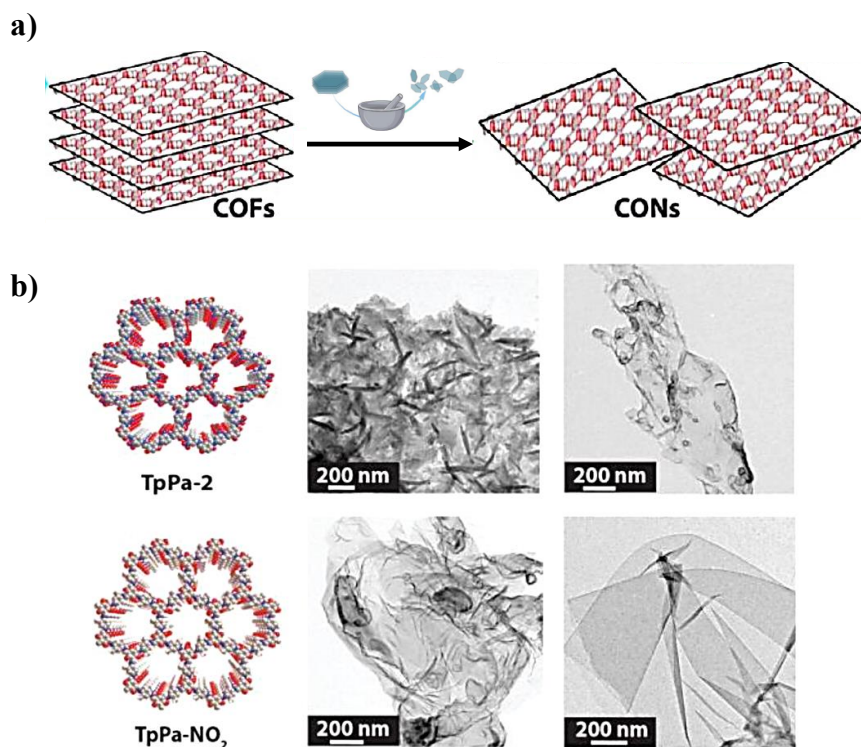 a)
COFs
CONs
b)
TpPa-2
200 nm
200 nm
TpPa-NO₂
200 nm
200 nm